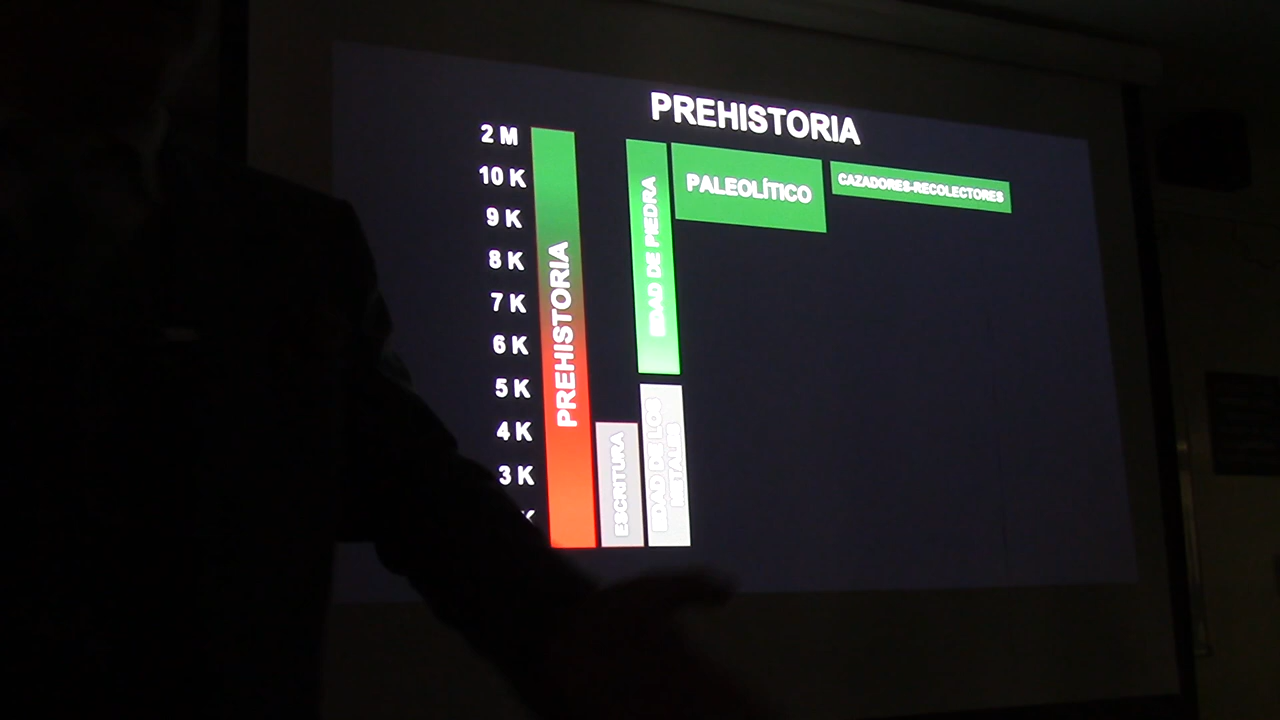 PREHISTORIA
2 M
10 K
9 K
8 K
7 K
6 K
5 K
4 K
3 K
K
PREHISTORIA
ESCRITURA
EDAD DE PIEDRA
EDAD DE LOS
METALES
PALEOLÍTICO
CAZADORES-RECOLECTORES